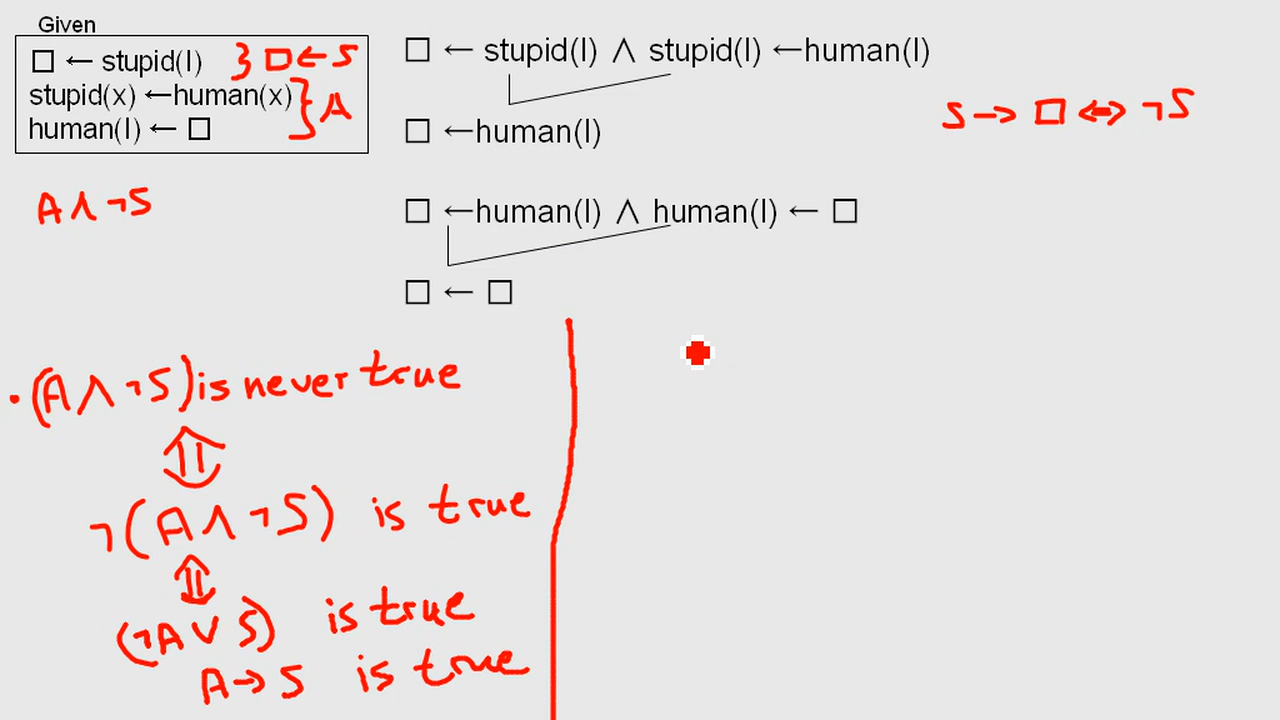 Given
□ ← stupid(I) } □ ← S
stupid(x) ←human(x) } A
human(I) ← □
A ∧ ¬S
□ ← stupid(I) ∧ stupid(I) ←human(I)
□ ←human(I)
□ ←human(I) ∧ human(I) ← □
□ ← □
S → □ ⇔ ¬S
• (A ∧ ¬S) is never true
⇕
¬(A ∧ ¬S) is true
⇕
(¬A ∨ S) is true
A → S is true